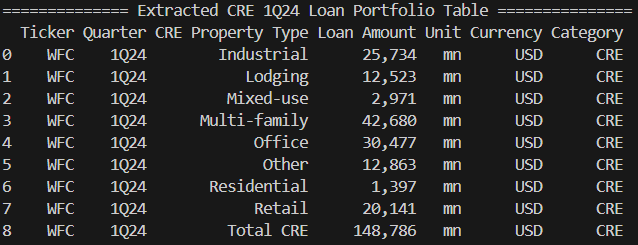 ============== Extracted CRE 1Q24 Loan Portfolio Table ===============
Ticker Quarter CRE Property Type Loan Amount Unit Currency Category
0 WFC 1Q24 Industrial 25,734 mn USD CRE
1 WFC 1Q24 Lodging 12,523 mn USD CRE
2 WFC 1Q24 Mixed-use 2,971 mn USD CRE
3 WFC 1Q24 Multi-family 42,680 mn USD CRE
4 WFC 1Q24 Office 30,477 mn USD CRE
5 WFC 1Q24 Other 12,863 mn USD CRE
6 WFC 1Q24 Residential 1,397 mn USD CRE
7 WFC 1Q24 Retail 20,141 mn USD CRE
8 WFC 1Q24 Total CRE 148,786 mn USD CRE